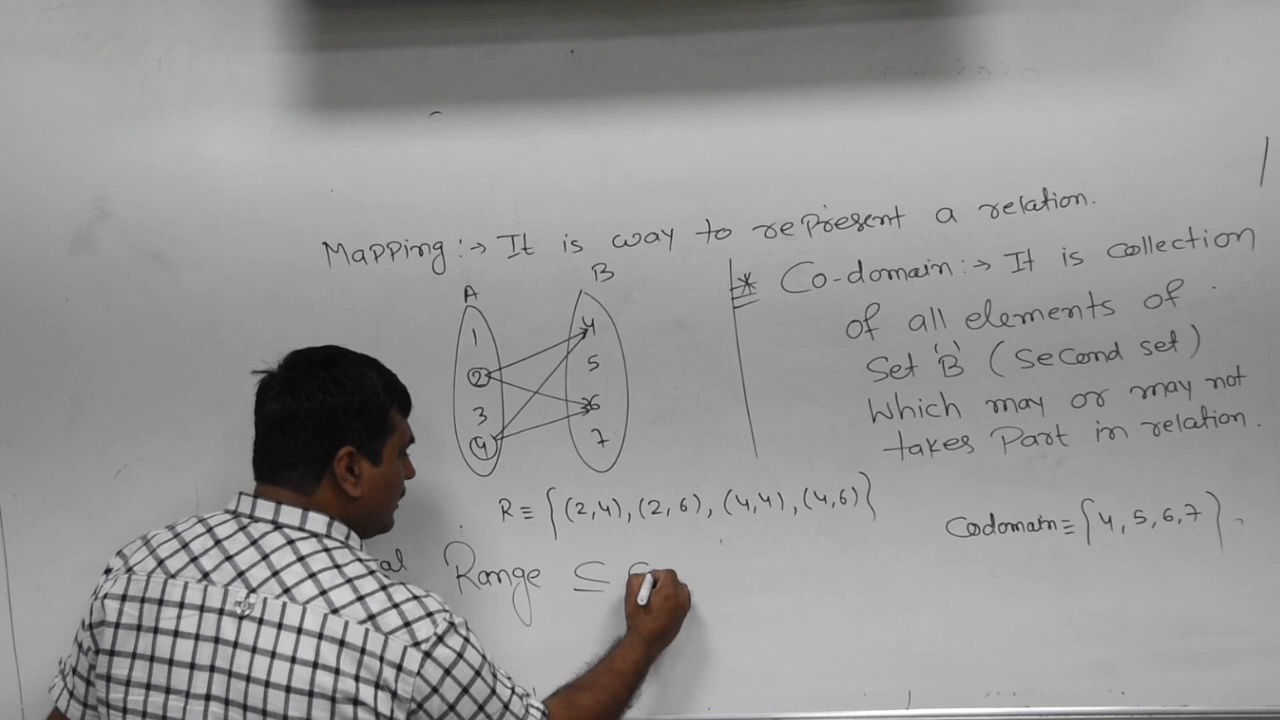 Mapping :→ It is way to represent a relation.
A
B
1
2
3
4
4
5
6
7
R = {(2,4), (2,6), (4,4), (4,6)}
al Range ⊆
* Co-domain :→ It is collection
of all elements of
Set 'B' (Second set)
which may or may not
takes Part in relation.
Codomain = {4, 5, 6, 7}.